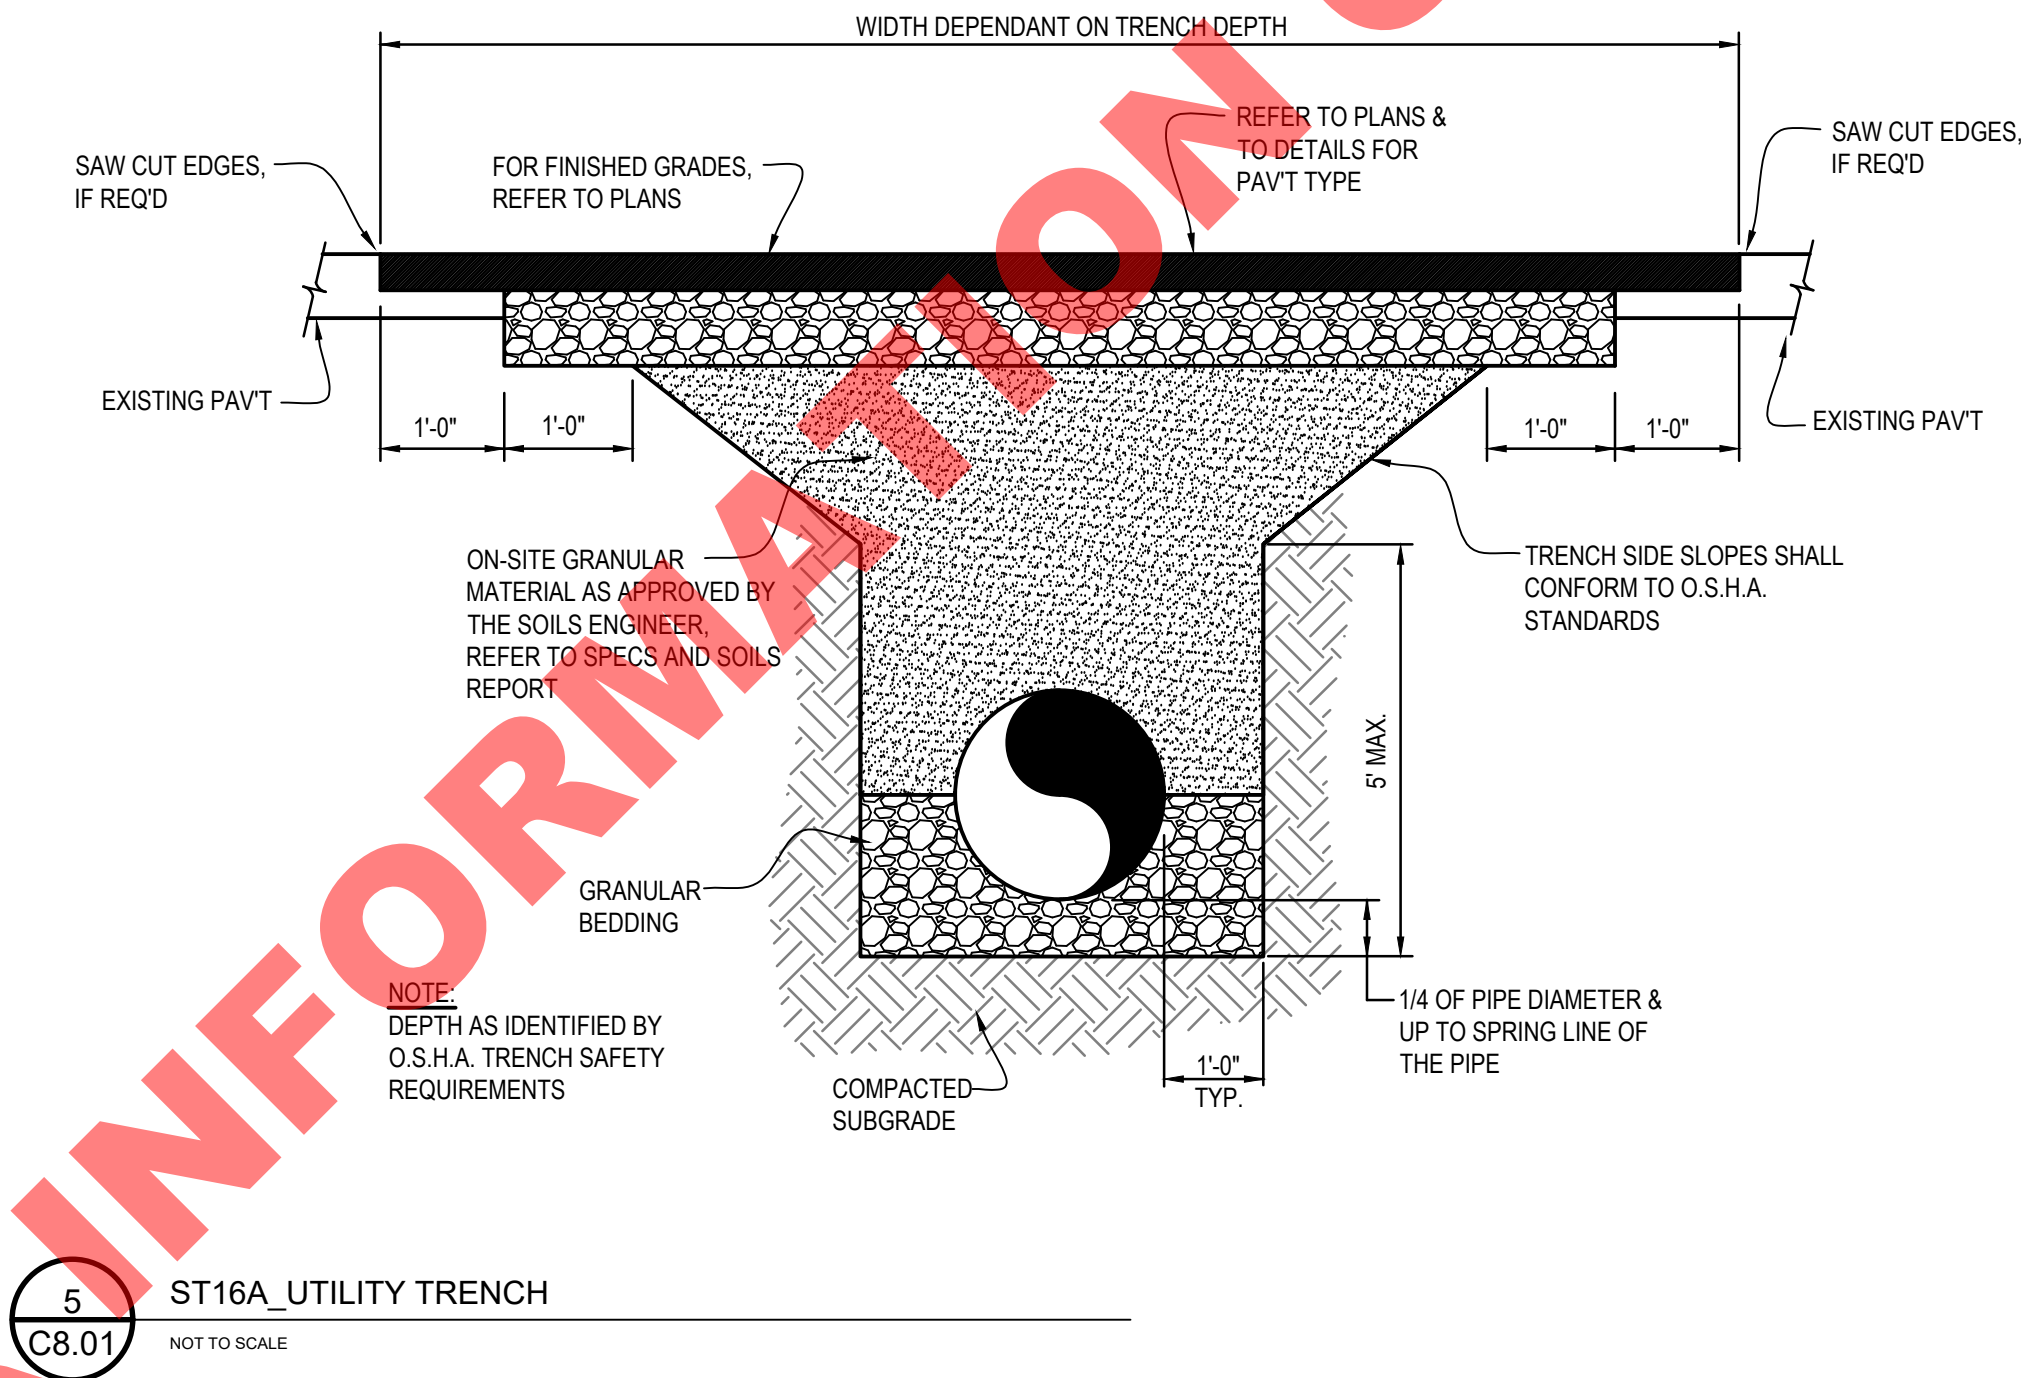 WIDTH DEPENDANT ON TRENCH DEPTH
SAW CUT EDGES,
IF REQ'D
FOR FINISHED GRADES,
REFER TO PLANS
REFER TO PLANS &
TO DETAILS FOR
PAV'T TYPE
SAW CUT EDGES,
IF REQ'D
EXISTING PAV'T
1'-0"
1'-0"
1'-0"
1'-0"
EXISTING PAV'T
ON-SITE GRANULAR
MATERIAL AS APPROVED BY
THE SOILS ENGINEER,
REFER TO SPECS AND SOILS
REPORT
TRENCH SIDE SLOPES SHALL
CONFORM TO O.S.H.A.
STANDARDS
5' MAX.
GRANULAR
BEDDING
NOTE:
DEPTH AS IDENTIFIED BY
O.S.H.A. TRENCH SAFETY
REQUIREMENTS
COMPACTED
SUBGRADE
1'-0"
TYP.
1/4 OF PIPE DIAMETER &
UP TO SPRING LINE OF
THE PIPE
INFORMATION
5
C8.01
ST16A_UTILITY TRENCH
NOT TO SCALE